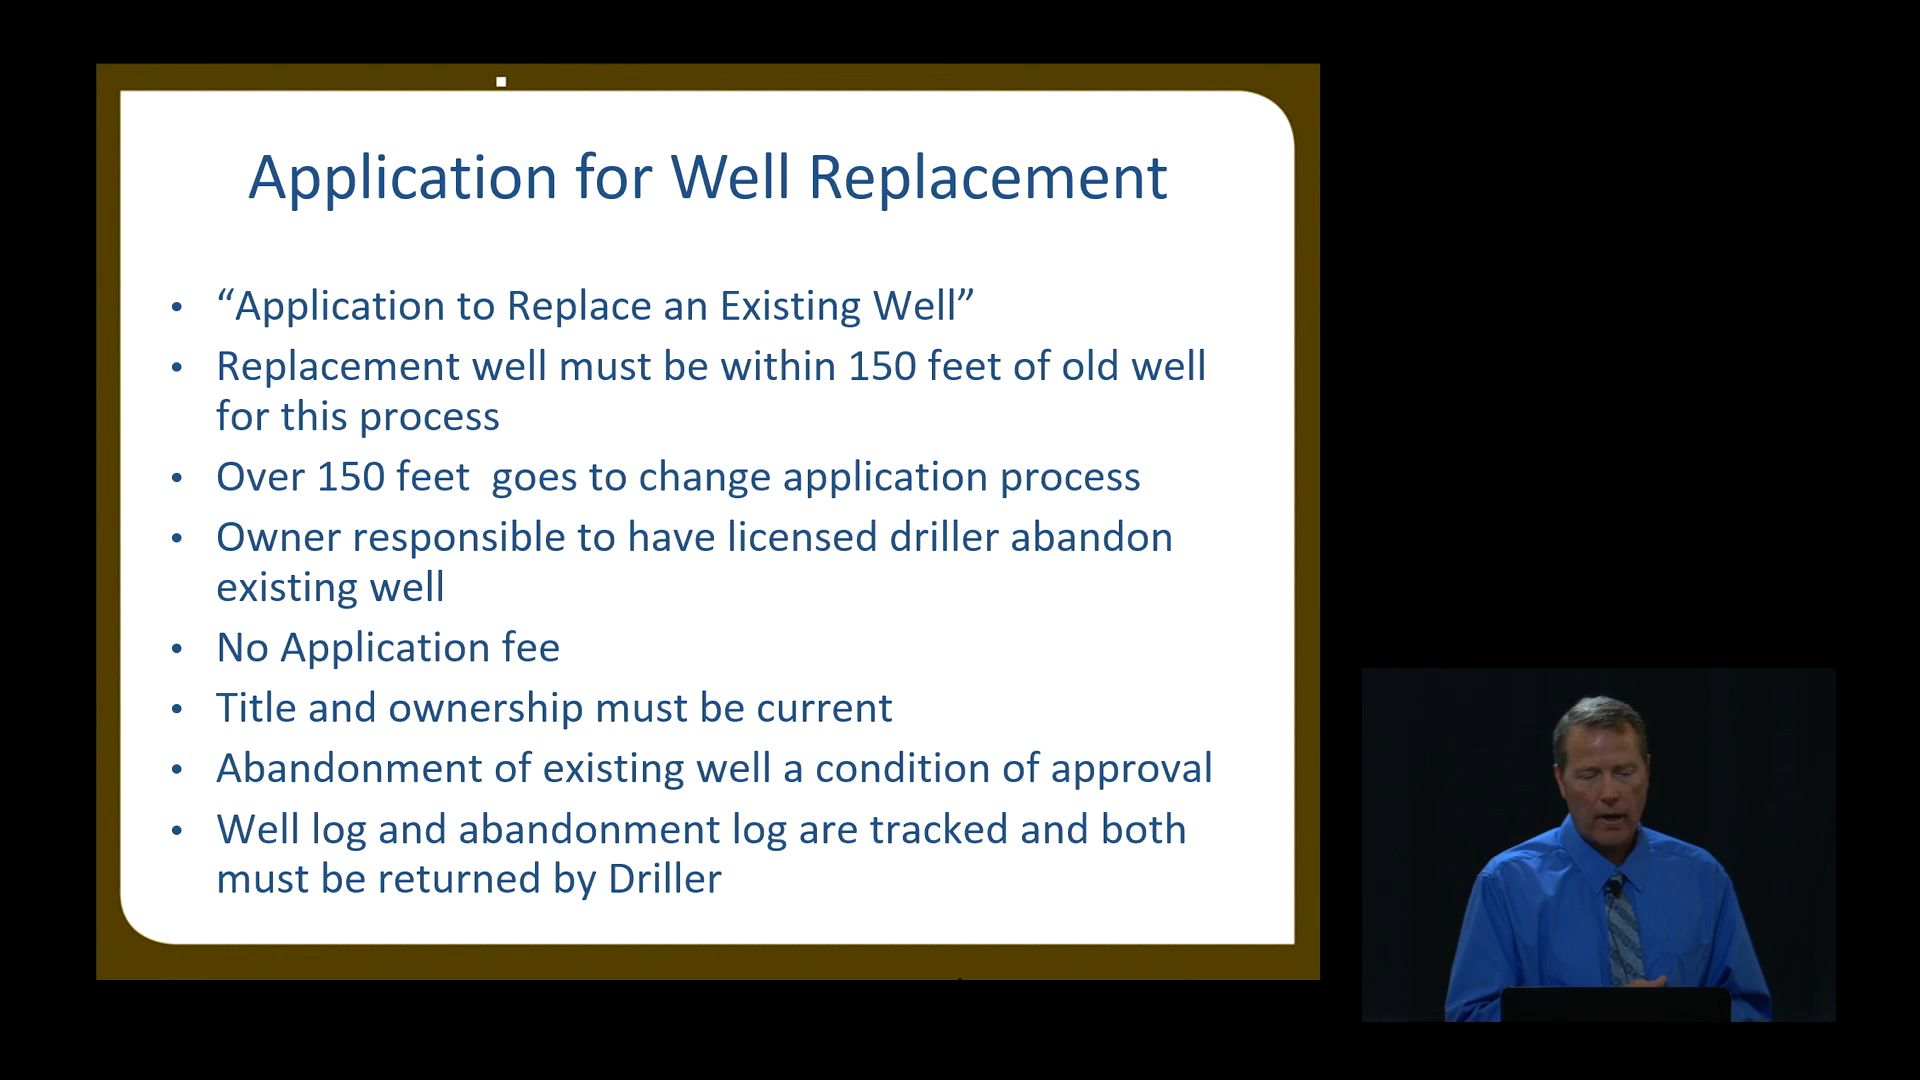 Application for Well Replacement
• “Application to Replace an Existing Well”
• Replacement well must be within 150 feet of old well
for this process
• Over 150 feet  goes to change application process
• Owner responsible to have licensed driller abandon
existing well
• No Application fee
• Title and ownership must be current
• Abandonment of existing well a condition of approval
• Well log and abandonment log are tracked and both
must be returned by Driller